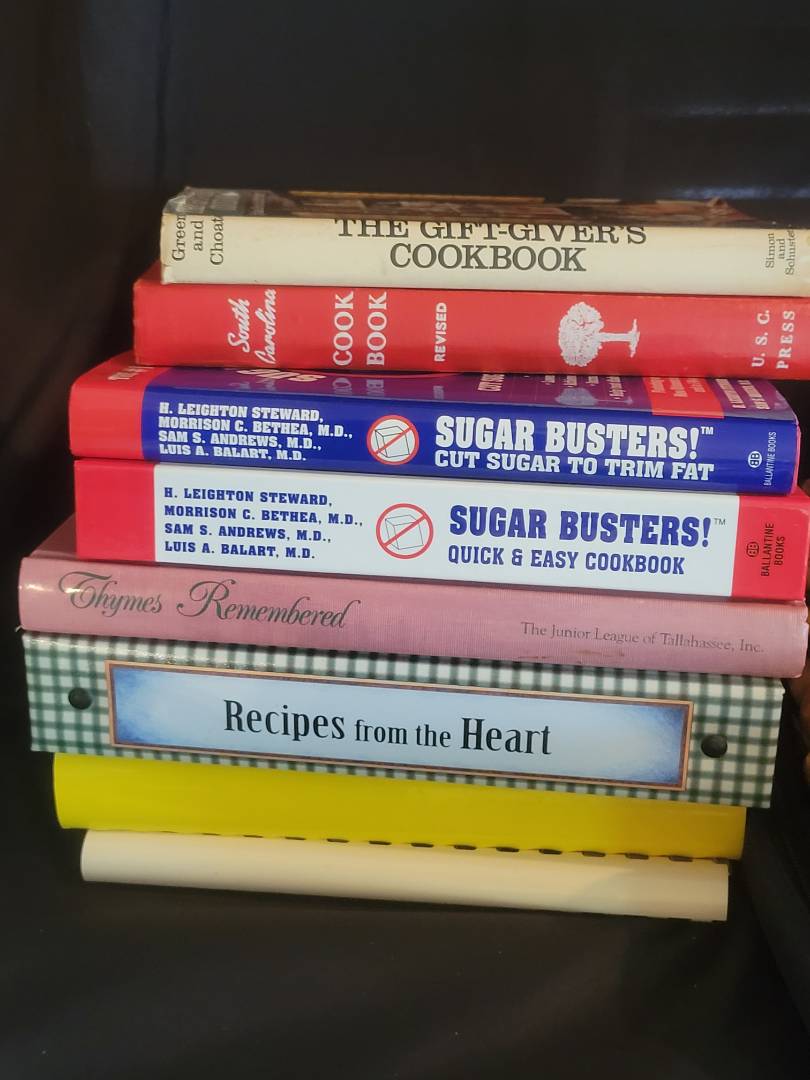 Green
and
Choat
THE GIFT-GIVER'S
COOKBOOK
Simon
and
Schuster
South
Carolina
COOK
BOOK
REVISED
U. S. C.
PRESS
H. LEIGHTON STEWARD,
MORRISON C. BETHEA, M.D.,
SAM S. ANDREWS, M.D.,
LUIS A. BALART, M.D.
SUGAR BUSTERS!™
CUT SUGAR TO TRIM FAT
BB
BALLANTINE BOOKS
H. LEIGHTON STEWARD,
MORRISON C. BETHEA, M.D.,
SAM S. ANDREWS, M.D.,
LUIS A. BALART, M.D.
SUGAR BUSTERS!™
QUICK & EASY COOKBOOK
BB
BALLANTINE
BOOKS
Thymes Remembered
The Junior League of Tallahassee, Inc.
Recipes from the Heart